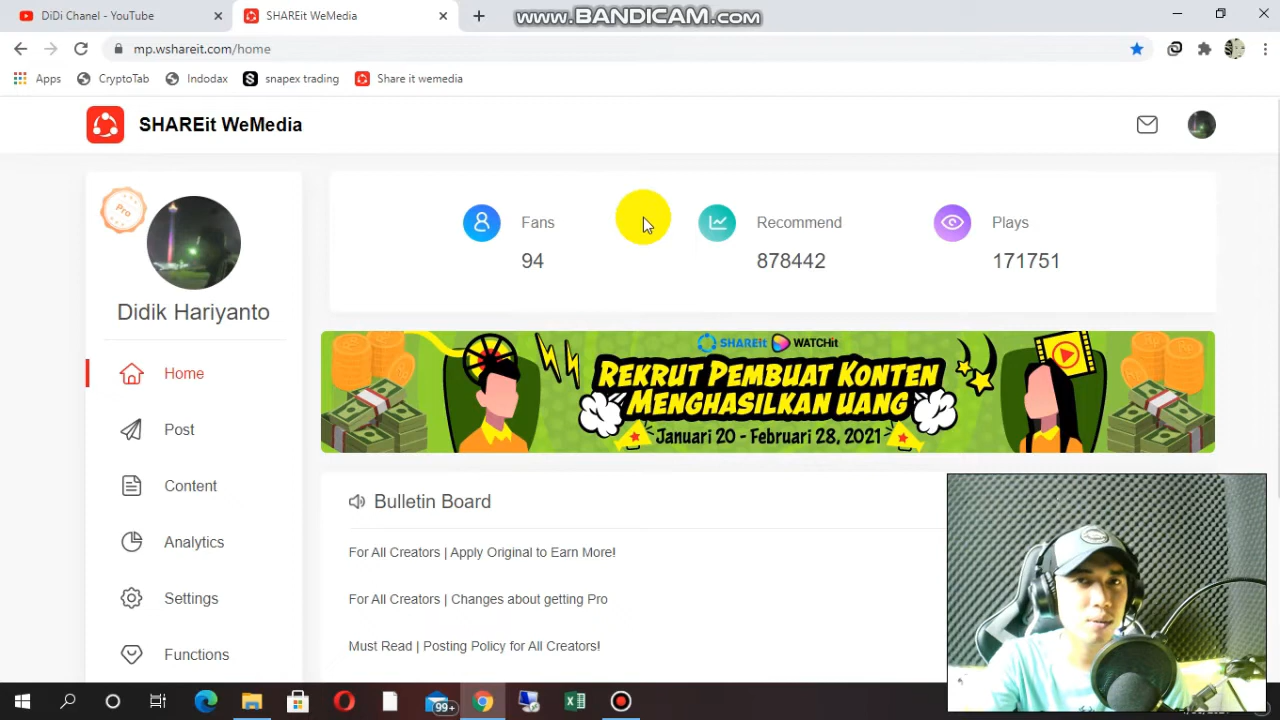 DiDi Chanel - YouTube
SHAREit WeMedia
www.BANDICAM.com
mp.wshareit.com/home
Apps
CryptoTab
Indodax
snapex trading
Share it wemedia
SHAREit WeMedia
Pro
Fans
94
Recommend
878442
Plays
171751
Didik Hariyanto
Home
Post
Content
Analytics
Settings
Functions
SHAREit WATCHit
REKRUT PEMBUAT KONTEN
MENGHASILKAN UANG
Januari 20 - Februari 28, 2021
Bulletin Board
For All Creators | Apply Original to Earn More!
For All Creators | Changes about getting Pro
Must Read | Posting Policy for All Creators!
99+